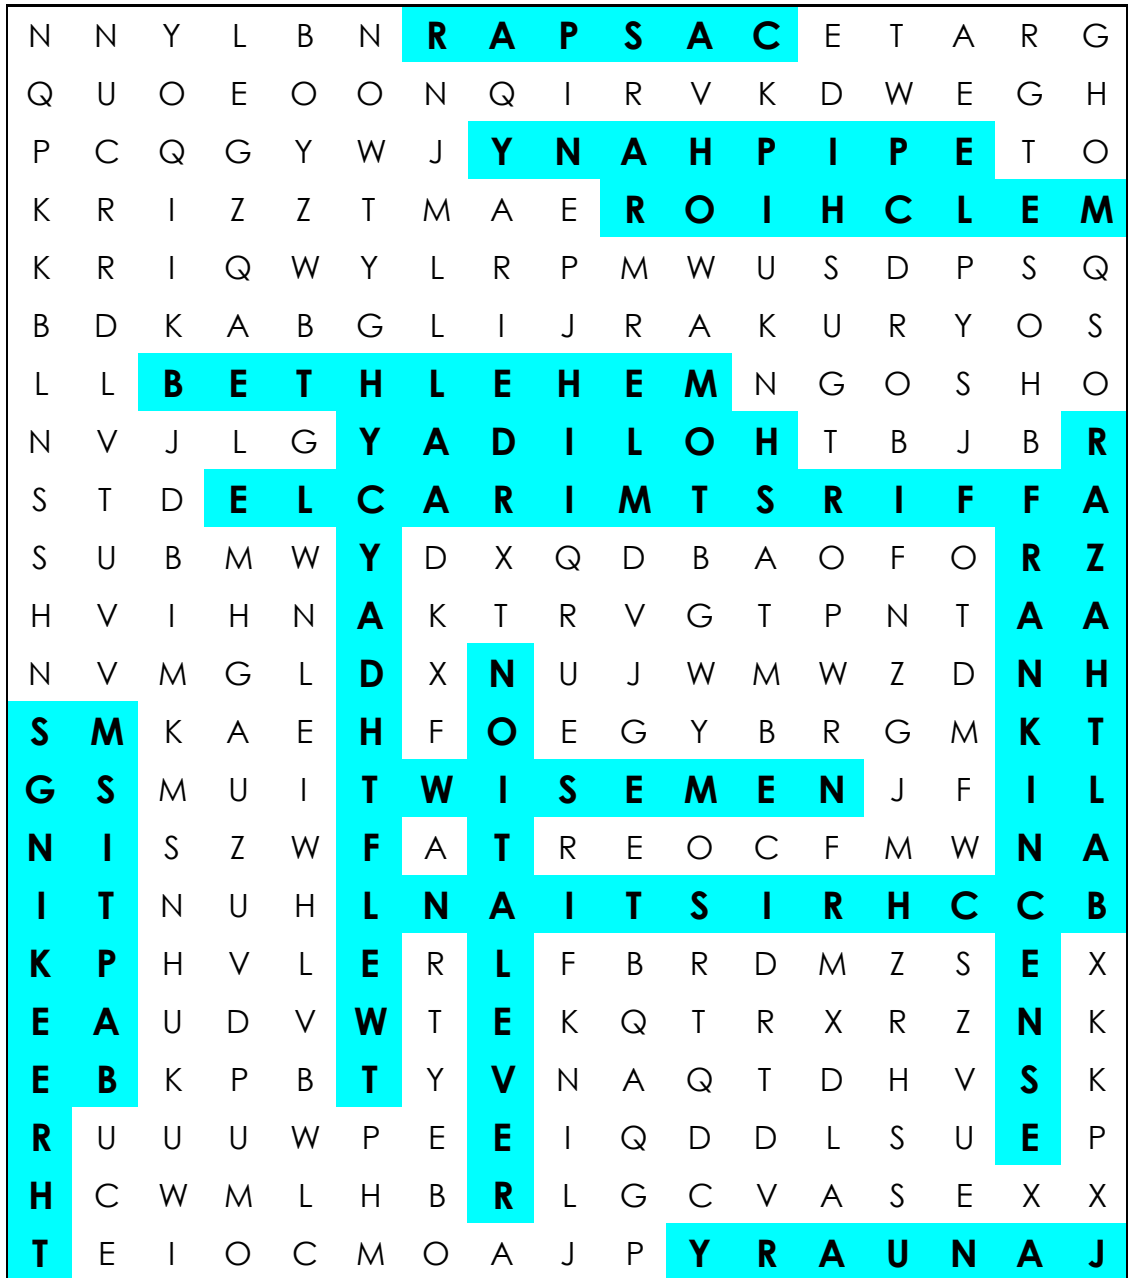 N N Y L B N R A P S A C E T A R G
Q U O E O O N Q I R V K D W E G H
P C Q G Y W J Y N A H P I P E T O
K R I Z Z T M A E R O I H C L E M
K R I Q W Y L R P M W U S D P S Q
B D K A B G L I J R A K U R Y O S
L L B E T H L E H E M N G O S H O
N V J L G Y A D I L O H T B J B R
S T D E L C A R I M T S R I F F A
S U B M W Y D X Q D B A O F O R Z
H V I H N A K T R V G T P N T A A
N V M G L D X N U J W M W Z D N H
S M K A E H F O E G Y B R G M K T
G S M U I T W I S E M E N J F I L
N I S Z W F A T R E O C F M W N A
I T N U H L N A I T S I R H C C B
K P H V L E R L F B R D M Z S E X
E A U D V W T E K Q T R X R Z N K
E B K P B T Y V N A Q T D H V S K
R U U U W P E E I Q D D L S U E P
H C W M L H B R L G C V A S E X X
T E I O C M O A J P Y R A U N A J